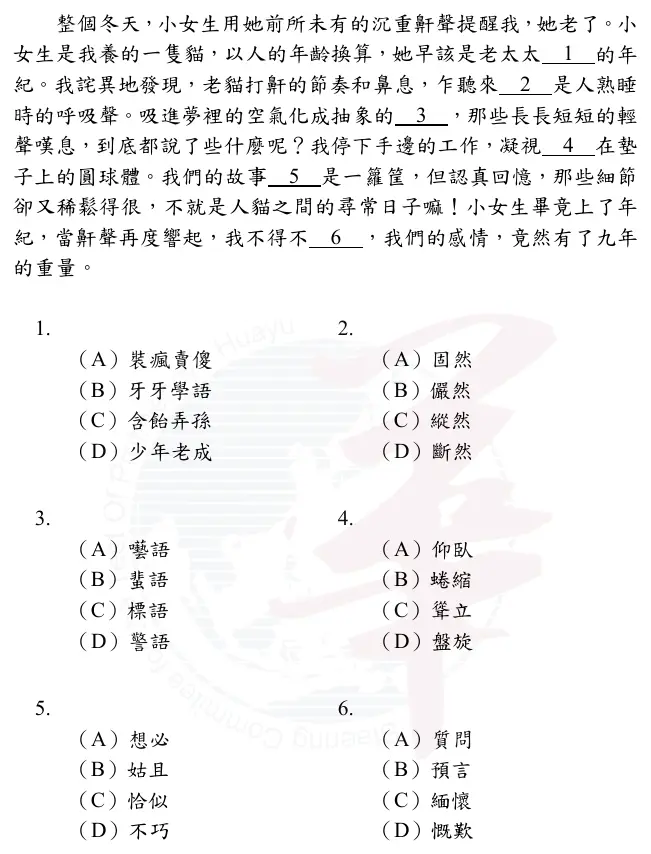 整個冬天，小女生用她前所未有的沉重鼾聲提醒我，她老了。小
女生是我養的一隻貓，以人的年齡換算，她早該是老太太 1 的年
紀。我詫異地發現，老貓打鼾的節奏和鼻息，乍聽來 2 是人熟睡
時的呼吸聲。吸進夢裡的空氣化成抽象的 3 ，那些長長短短的輕
聲嘆息，到底都說了些什麼呢？我停下手邊的工作，凝視 4 在墊
子上的圓球體。我們的故事 5 是一籮筐，但認真回憶，那些細節
卻又稀鬆得很，不就是人貓之間的尋常日子嘛！小女生畢竟上了年
紀，當鼾聲再度響起，我不得不 6 ，我們的感情，竟然有了九年
的重量。
1.
（A）裝瘋賣傻
（B）牙牙學語
（C）含飴弄孫
（D）少年老成
2.
（A）固然
（B）儼然
（C）縱然
（D）斷然
3.
（A）囈語
（B）蜚語
（C）標語
（D）警語
4.
（A）仰臥
（B）蜷縮
（C）聳立
（D）盤旋
5.
（A）想必
（B）姑且
（C）恰似
（D）不巧
6.
（A）質問
（B）預言
（C）緬懷
（D）慨歎